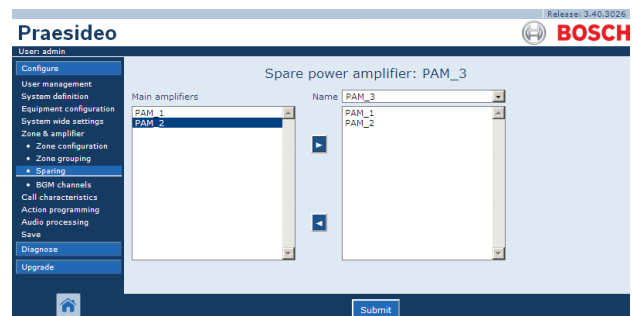 Release: 3.40.3026
Praesideo
BOSCH
User: admin
Configure
User management
System definition
Equipment configuration
System wide settings
Zone & amplifier
• Zone configuration
• Zone grouping
• Sparing
• BGM channels
Call characteristics
Action programming
Audio processing
Save
Diagnose
Upgrade
Spare power amplifier: PAM_3
Main amplifiers
Name PAM_3
PAM_1
PAM_2
PAM_1
PAM_2
Submit